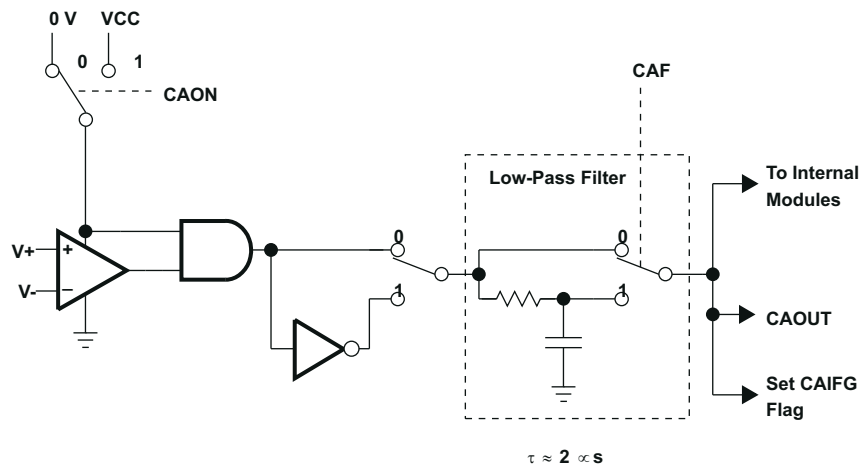 0 V VCC
0 1
CAON
CAF
Low-Pass Filter
To Internal
Modules
V+
+
V-
−
0
1
0
1
CAOUT
Set CAIFG
Flag
τ ≈ 2 ∝s